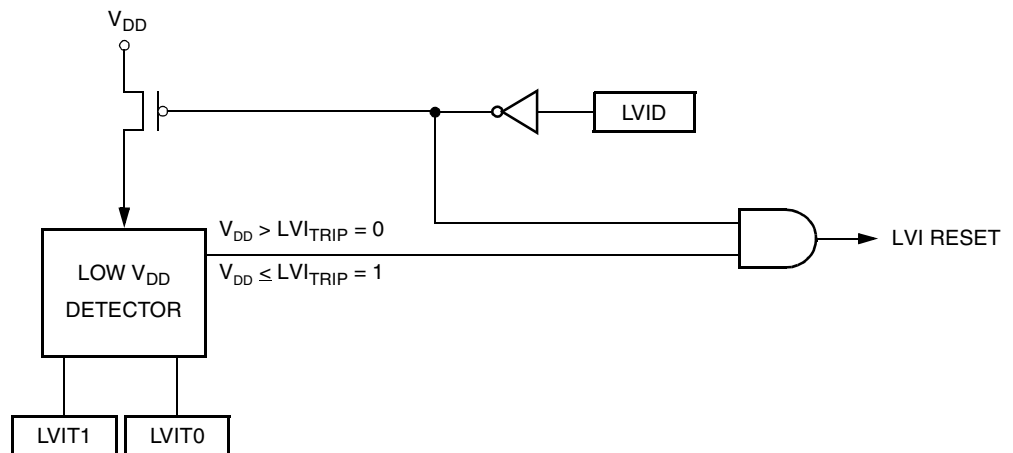 VDD
LVID
VDD > LVITRIP = 0
VDD ≤ LVITRIP = 1
LVI RESET
LOW VDD
DETECTOR
LVIT1
LVIT0